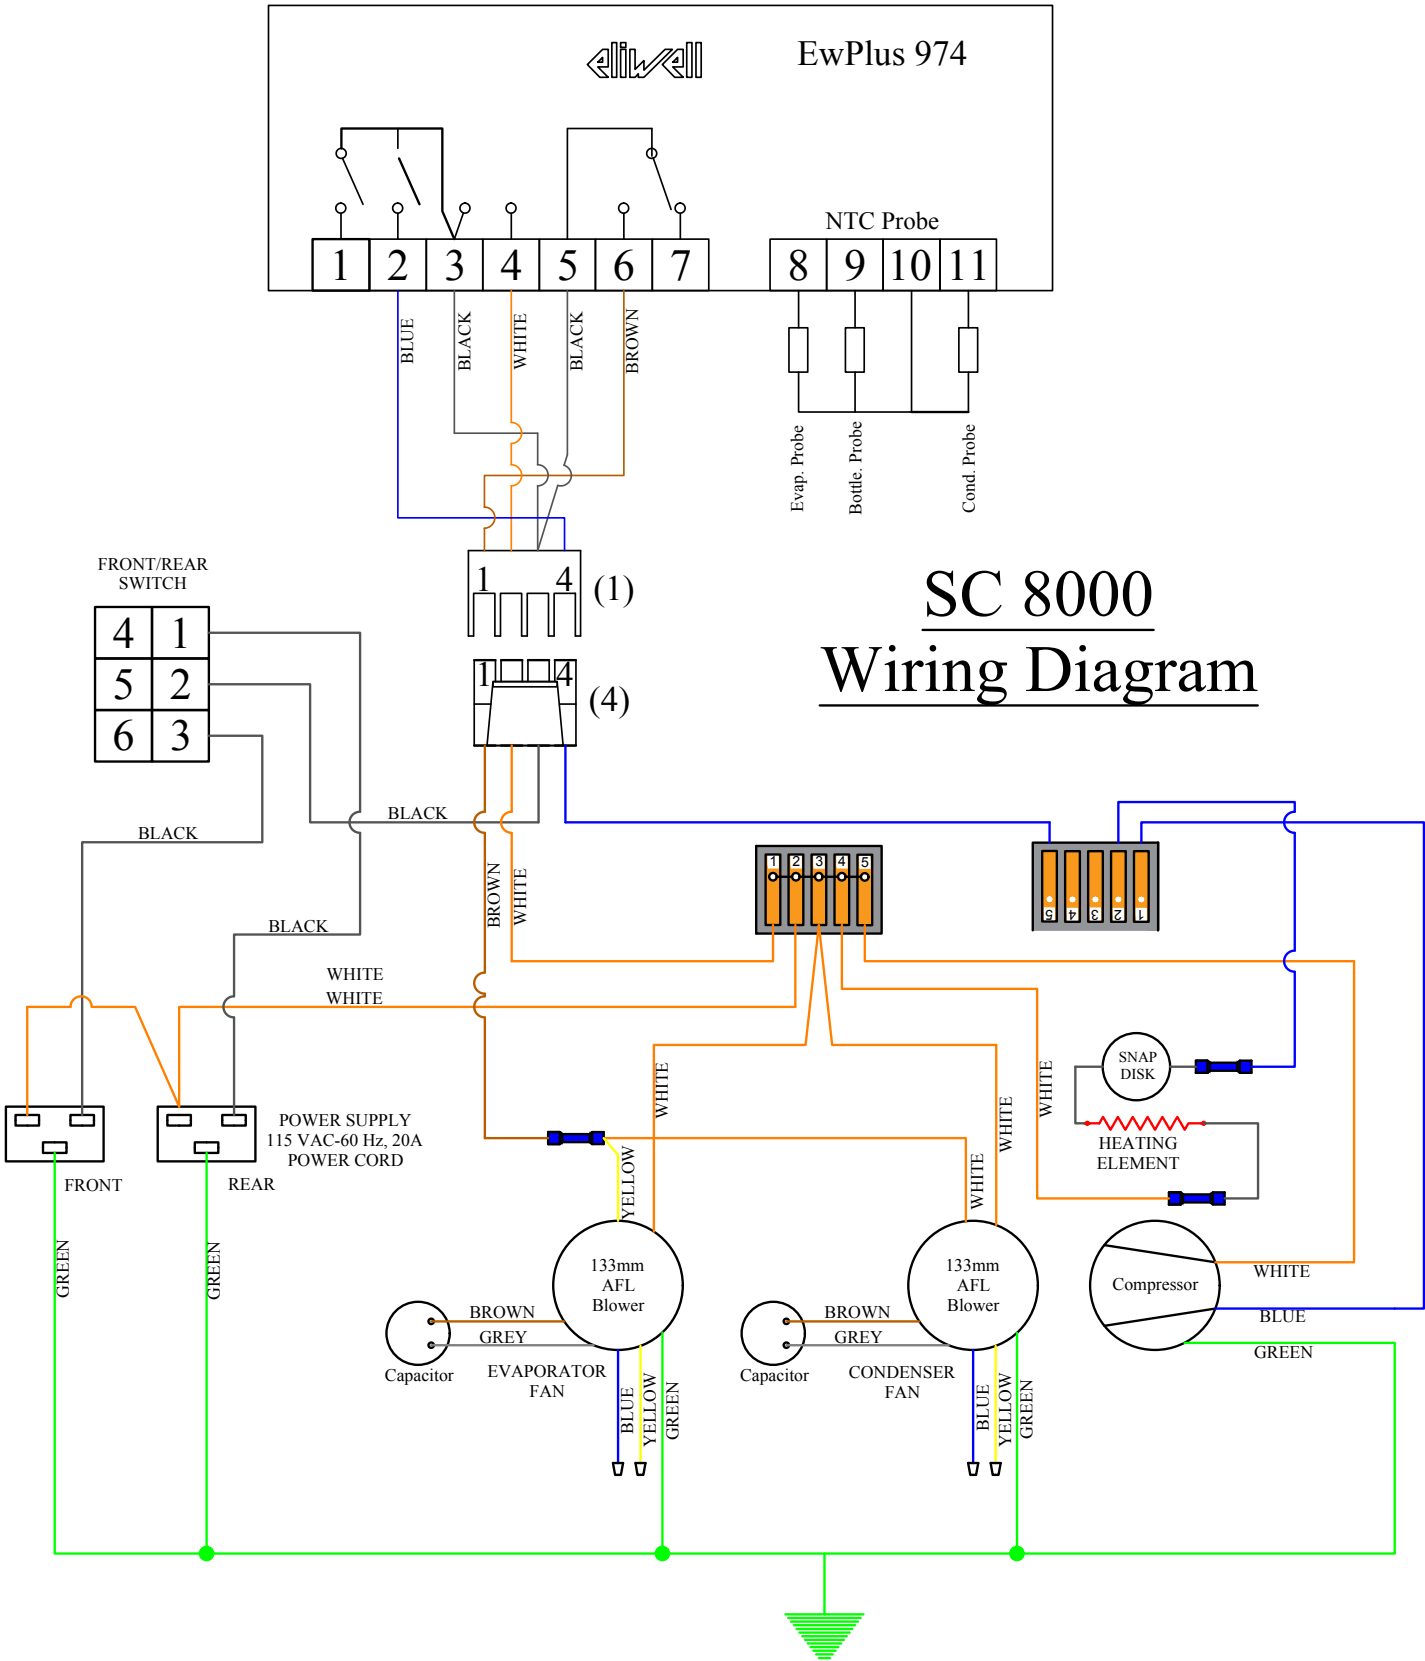 eliwell
EwPlus 974
NTC Probe
1 2 3 4 5 6 7
8 9 10 11
BLUE
BLACK
WHITE
BLACK
BROWN
Evap. Probe
Bottle. Probe
Cond. Probe
FRONT/REAR
SWITCH
4 1
5 2
6 3
1 4
(1)
1 4
(4)
SC 8000
Wiring Diagram
BLACK
BLACK
BLACK
BROWN
WHITE
1 2 3 4 5
5 4 3 2 1
WHITE
WHITE
WHITE
WHITE
WHITE
WHITE
SNAP
DISK
HEATING
ELEMENT
POWER SUPPLY
115 VAC-60 Hz, 20A
POWER CORD
FRONT
REAR
YELLOW
GREEN
GREEN
133mm
AFL
Blower
133mm
AFL
Blower
Compressor
WHITE
BLUE
GREEN
BROWN
GREY
Capacitor
EVAPORATOR
FAN
BROWN
GREY
Capacitor
CONDENSER
FAN
BLUE
YELLOW
GREEN
BLUE
YELLOW
GREEN